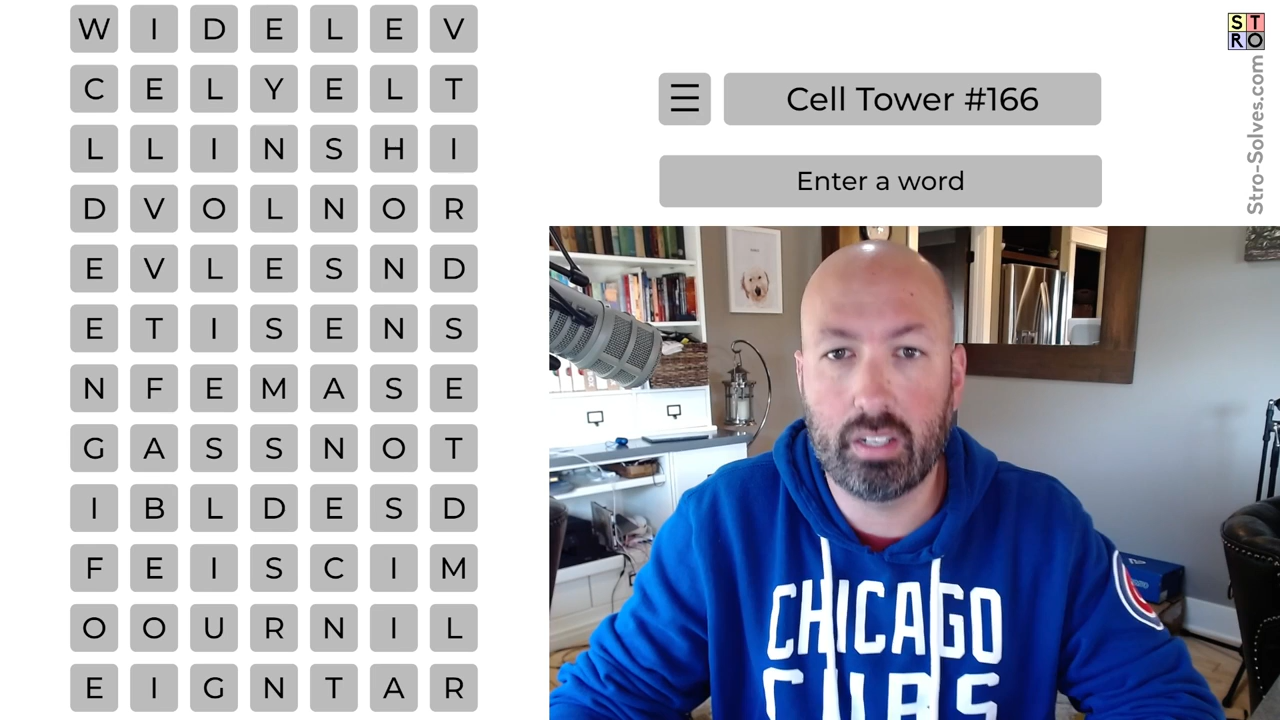 W I D E L E V
C E L Y E L T
L L I N S H I
D V O L N O R
E V L E S N D
E T I S E N S
N F E M A S E
G A S S N O T
I B L D E S D
F E I S C I M
O O U R N I L
E I G N T A R
Cell Tower #166
Enter a word
S T
R O
Stro-Solves.com
CHICAGO
CUBS